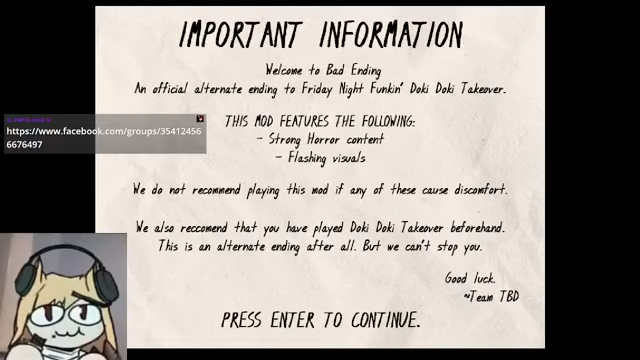 IMPORTANT INFORMATION
Welcome to Bad Ending
An official alternate ending to Friday Night Funkin' Doki Doki Takeover.
THIS MOD FEATURES THE FOLLOWING:
- Strong Horror content
- Flashing visuals
https://www.facebook.com/groups/35412456
6676497
We do not recommend playing this mod if any of these cause discomfort.
We also reccommend that you have played Doki Doki Takeover beforehand.
This is an alternate ending after all. But we can't stop you.
Good luck.
~Team TBD
PRESS ENTER TO CONTINUE.